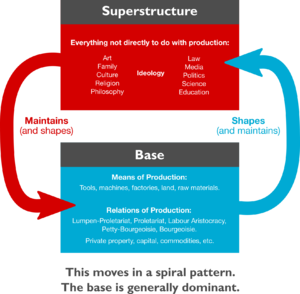 Superstructure
Everything not directly to do with production:
Art
Family
Culture
Religion
Philosophy
Ideology
Law
Media
Politics
Science
Education
Maintains
(and shapes)
Shapes
(and maintains)
Base
Means of Production:
Tools, machines, factories, land, raw materials.
Relations of Production:
Lumpen-Proletariat, Proletariat, Labour Aristocracy,
Petty-Bourgeoisie, Bourgeoisie.
Private property, capital, commodities, etc.
This moves in a spiral pattern.
The base is generally dominant.